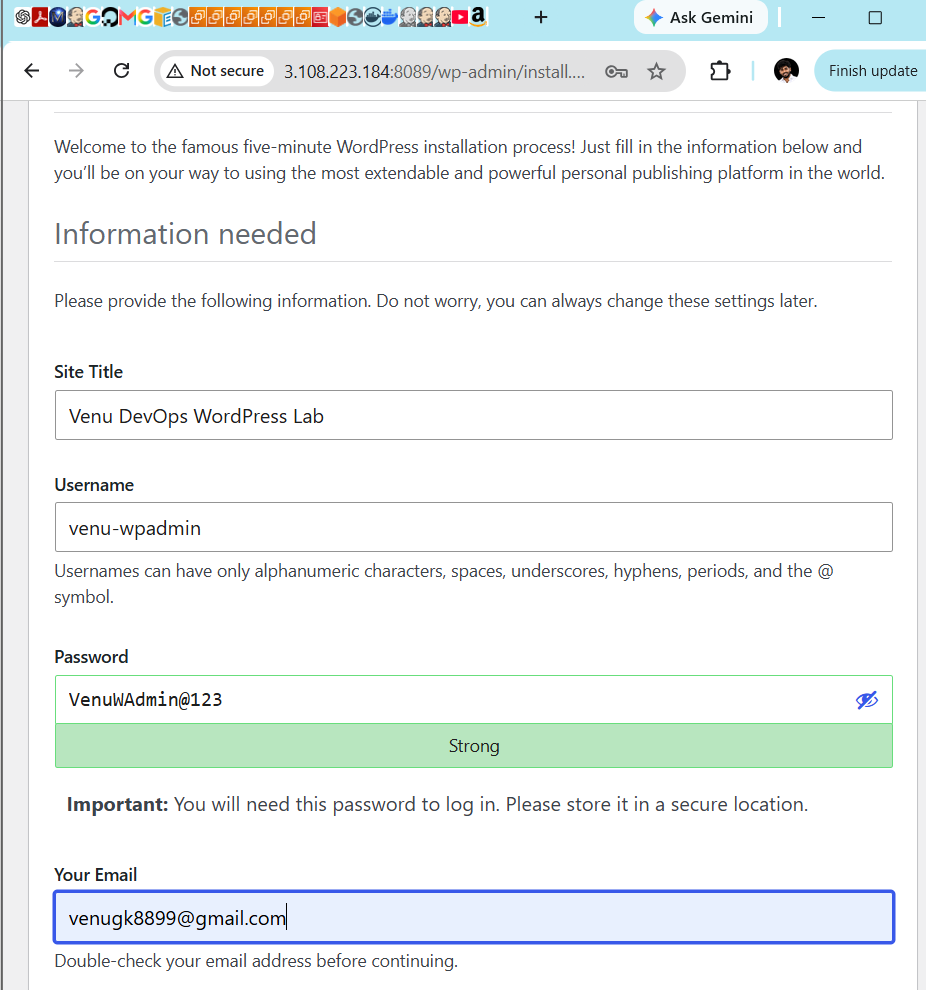 Ask Gemini
Not secure
3.108.223.184:8089/wp-admin/install....
Finish update
Welcome to the famous five-minute WordPress installation process! Just fill in the information below and
you’ll be on your way to using the most extendable and powerful personal publishing platform in the world.
Information needed
Please provide the following information. Do not worry, you can always change these settings later.
Site Title
Venu DevOps WordPress Lab
Username
venu-wpadmin
Usernames can have only alphanumeric characters, spaces, underscores, hyphens, periods, and the @
symbol.
Password
VenuWAdmin@123
Strong
Important: You will need this password to log in. Please store it in a secure location.
Your Email
venugk8899@gmail.com
Double-check your email address before continuing.